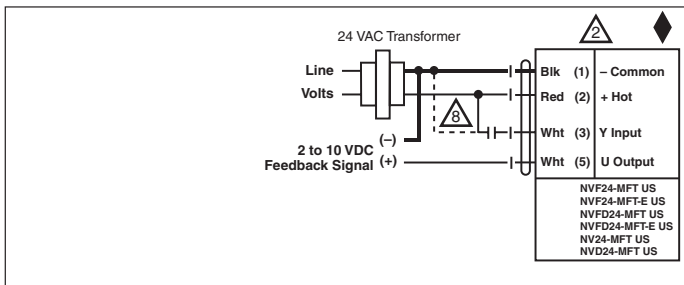 24 VAC Transformer
2
Line
Volts
Blk (1) – Common
Red (2) + Hot
8
Wht (3) Y Input
(–)
2 to 10 VDC
Feedback Signal (+)
Wht (5) U Output
NVF24-MFT US
NVF24-MFT-E US
NVFD24-MFT US
NVFD24-MFT-E US
NV24-MFT US
NVD24-MFT US